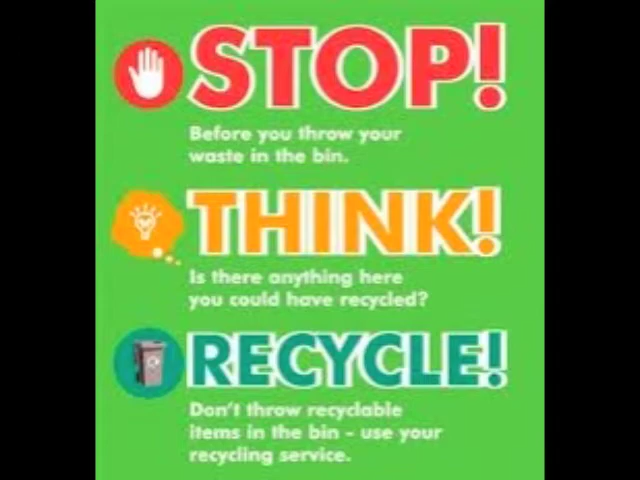 STOP!
Before you throw your
waste in the bin.
THINK!
Is there anything here
you could have recycled?
RECYCLE!
Don't throw recyclable
items in the bin - use your
recycling service.